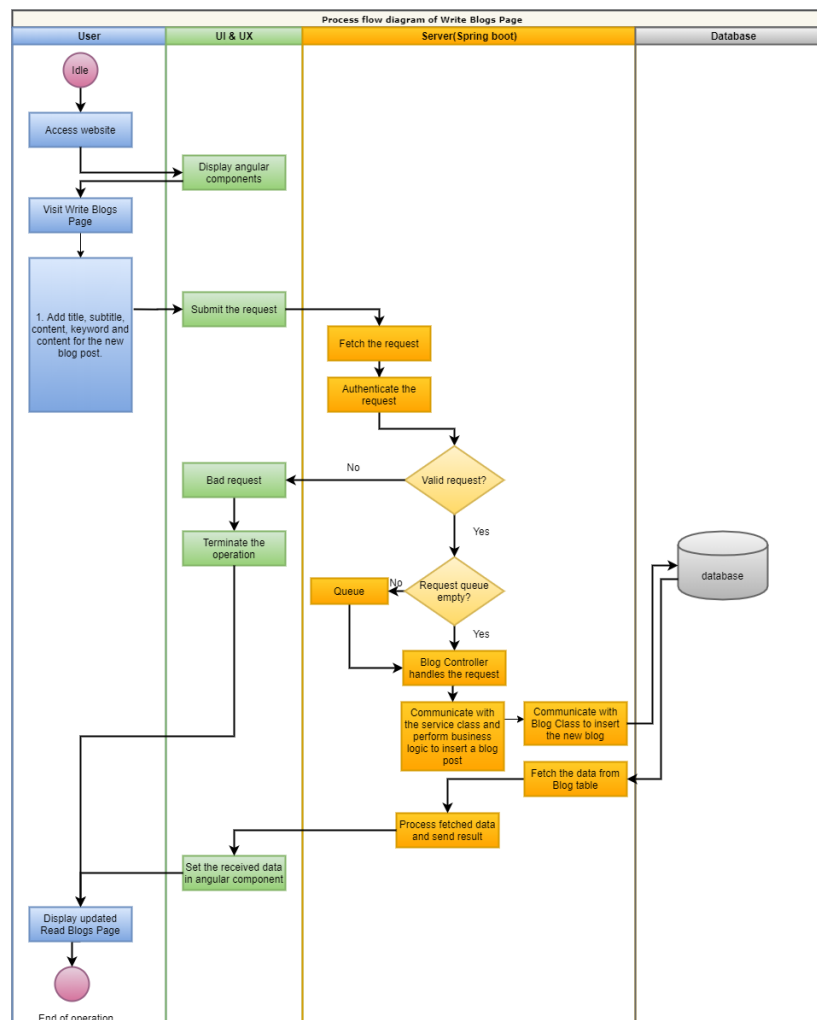 Process flow diagram of Write Blogs Page
User
UI & UX
Server(Spring boot)
Database
Idle
Access website
Display angular
components
Visit Write Blogs
Page
1. Add title, subtitle,
content, keyword and
content for the new
blog post.
Submit the request
Fetch the request
Authenticate the
request
Valid request?
No
Bad request
Yes
Terminate the
operation
Request queue
empty?
No
Queue
database
Yes
Blog Controller
handles the request
Communicate with
the service class and
perform business
logic to insert a blog
post
Communicate with
Blog Class to insert
the new blog
Fetch the data from
Blog table
Process fetched data
and send result
Set the received data
in angular component
Display updated
Read Blogs Page
End of operation